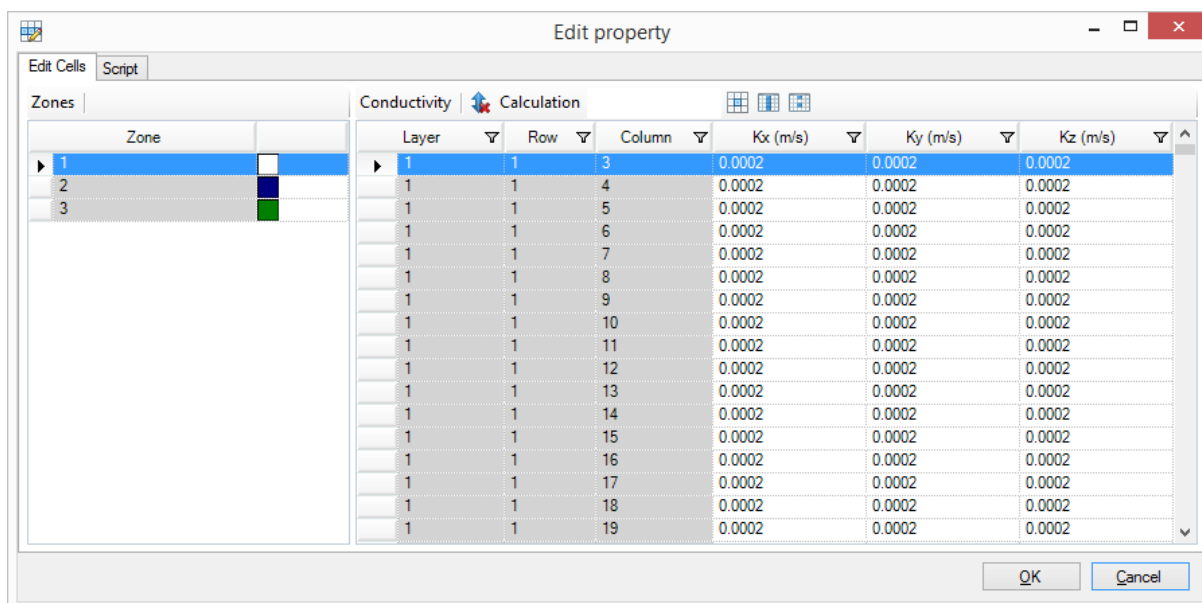 Edit property
Edit Cells Script
Zones
Conductivity Calculation
Zone
1
2
3
Layer Row Column Kx (m/s) Ky (m/s) Kz (m/s)
1 1 3 0.0002 0.0002 0.0002
1 1 4 0.0002 0.0002 0.0002
1 1 5 0.0002 0.0002 0.0002
1 1 6 0.0002 0.0002 0.0002
1 1 7 0.0002 0.0002 0.0002
1 1 8 0.0002 0.0002 0.0002
1 1 9 0.0002 0.0002 0.0002
1 1 10 0.0002 0.0002 0.0002
1 1 11 0.0002 0.0002 0.0002
1 1 12 0.0002 0.0002 0.0002
1 1 13 0.0002 0.0002 0.0002
1 1 14 0.0002 0.0002 0.0002
1 1 15 0.0002 0.0002 0.0002
1 1 16 0.0002 0.0002 0.0002
1 1 17 0.0002 0.0002 0.0002
1 1 18 0.0002 0.0002 0.0002
1 1 19 0.0002 0.0002 0.0002
OK Cancel